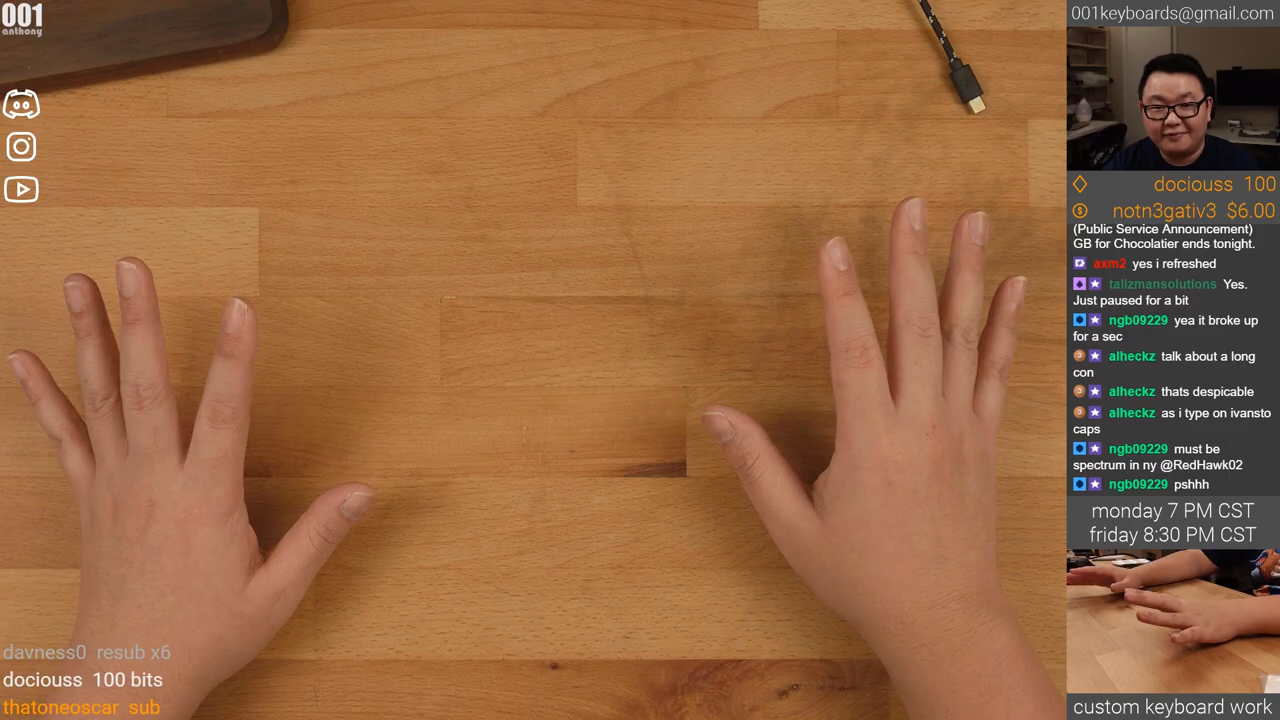 001
anthony
001keyboards@gmail.com
dociouss 100
notn3gativ3 $6.00
(Public Service Announcement)
GB for Chocolatier ends tonight.
axm2 yes i refreshed
talizmansolutions Yes.
Just paused for a bit
ngb09229 yea it broke up
for a sec
alheckz talk about a long
con
alheckz thats despicable
alheckz as i type on ivansto
caps
ngb09229 must be
spectrum in ny @RedHawk02
ngb09229 pshhh
monday 7 PM CST
friday 8:30 PM CST
custom keyboard work
davness0 resub x6
dociouss 100 bits
thatoneoscar sub